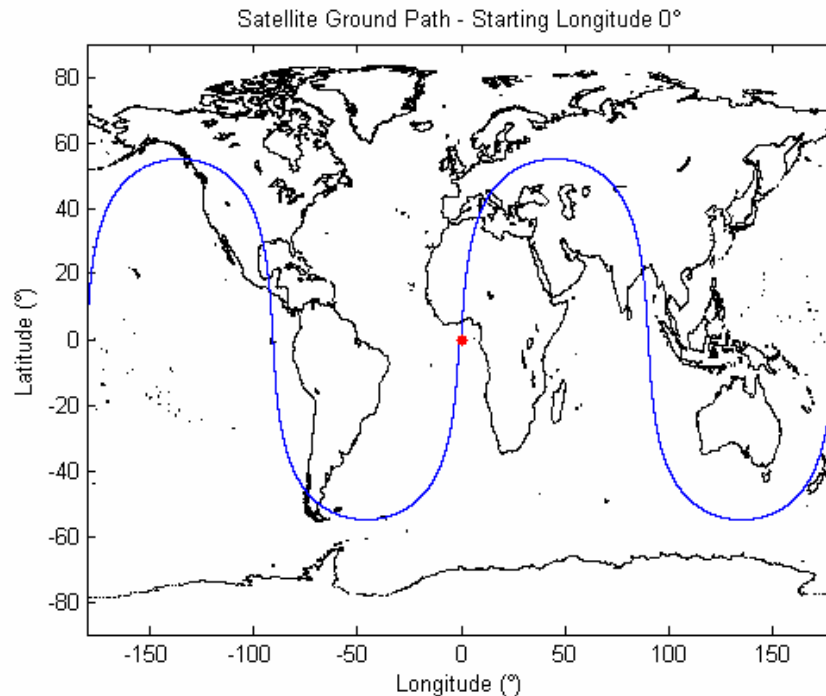 Satellite Ground Path - Starting Longitude 0°
80
60
40
20
0
-20
-40
-60
-80
Latitude (°)
-150 -100 -50 0 50 100 150
Longitude (°)